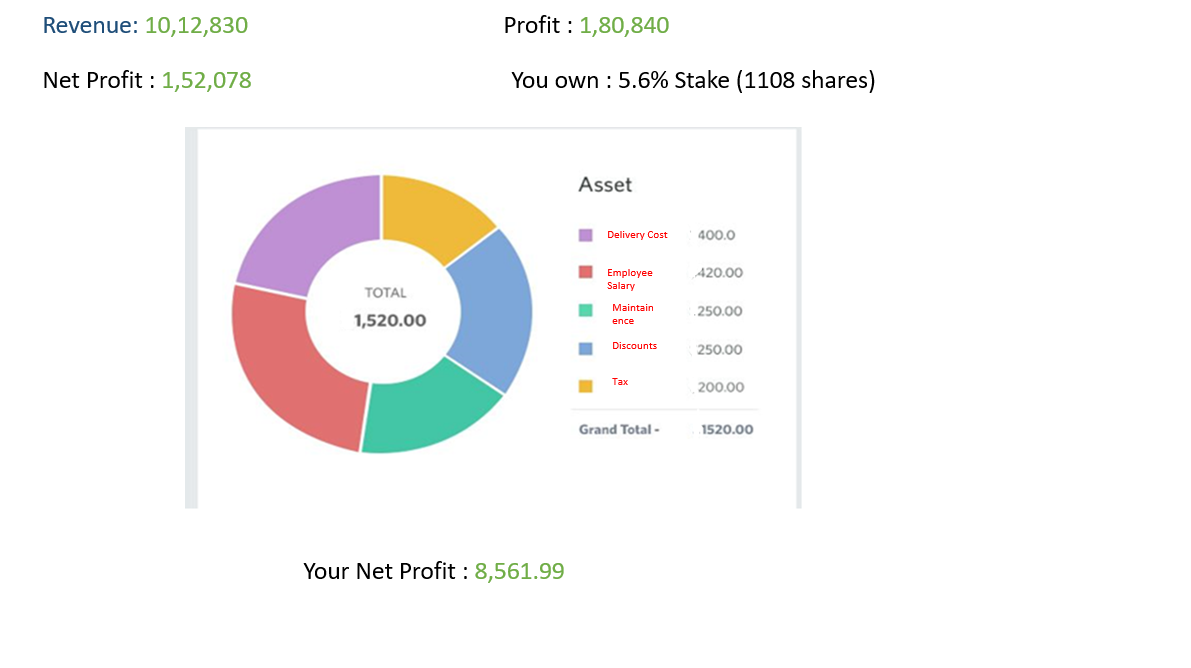 Revenue: 10,12,830
Profit : 1,80,840
Net Profit : 1,52,078
You own : 5.6% Stake (1108 shares)
Asset
Delivery Cost 400.0
Employee 420.00
Salary
Maintain 250.00
ence
Discounts 250.00
Tax 200.00
Grand Total - 1520.00
TOTAL
1,520.00
Your Net Profit : 8,561.99